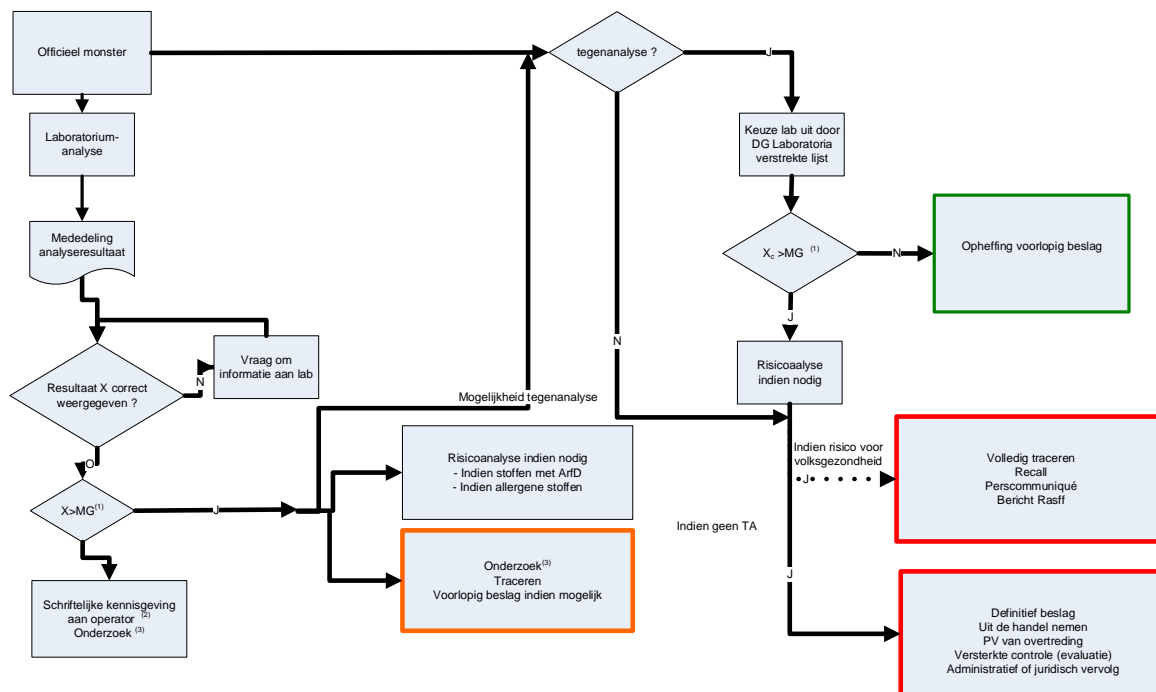 Officieel monster
tegenanalyse ?
J
Laboratorium-
analyse
Keuze lab uit door
DG Laboratoria
verstrekte lijst
Mededeling
analyseresultaat
Xc >MG (1)
N
Opheffing voorlopig beslag
J
Vraag om
informatie aan lab
N
Resultaat X correct
weergegeven ?
N
Risicoaalyse
indien nodig
Mogelijkheid tegenanalyse
O
Risicoanalyse indien nodig
- Indien stoffen met ArfD
- Indien allergene stoffen
Indien risico voor
volksgezondheid
J
Volledig traceren
Recall
Perscommuniqué
Bericht Rasff
X>MG(1)
J
Indien geen TA
Onderzoek(3)
Traceren
Voorlopig beslag indien mogelijk
J
Schriftelijke kennisgeving
aan operator (2)
Onderzoek (3)
Definitief beslag
Uit de handel nemen
PV van overtreding
Versterkte controle (evaluatie)
Administratief of juridisch vervolg